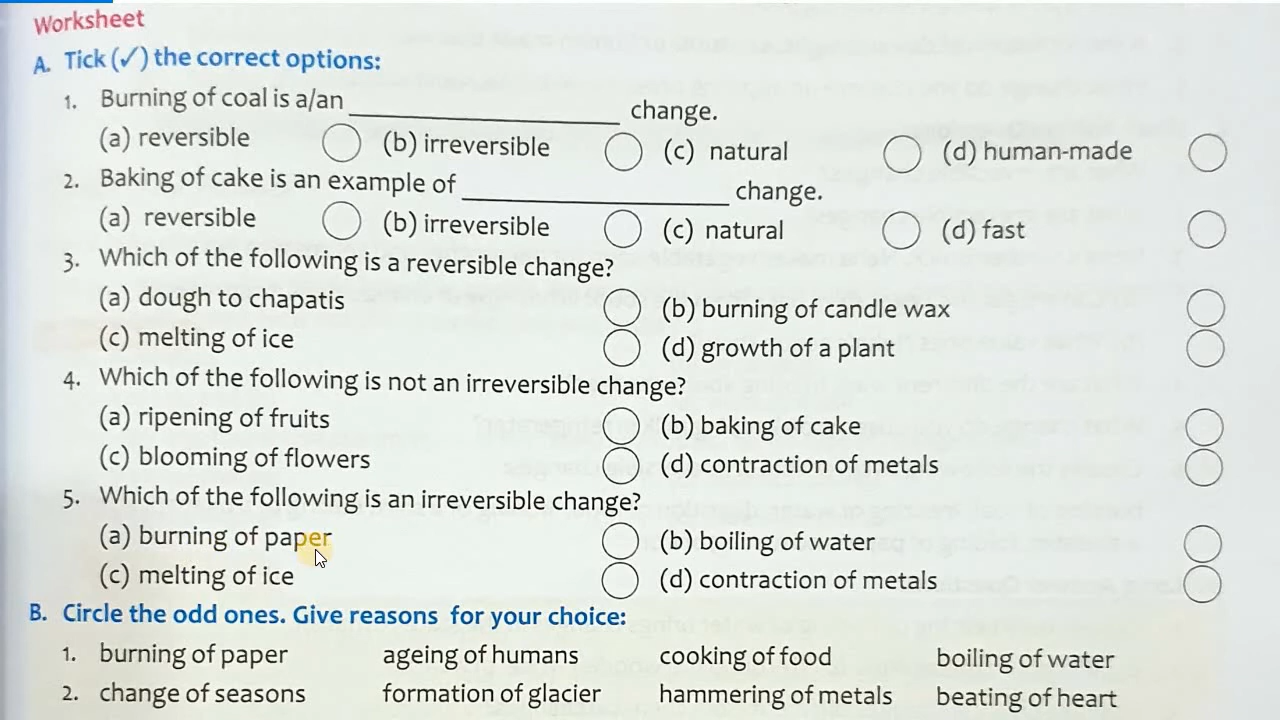 Worksheet
A. Tick (✓) the correct options:
1. Burning of coal is a/an ____________ change.
(a) reversible (b) irreversible (c) natural (d) human-made
2. Baking of cake is an example of ____________ change.
(a) reversible (b) irreversible (c) natural (d) fast
3. Which of the following is a reversible change?
(a) dough to chapatis (b) burning of candle wax
(c) melting of ice (d) growth of a plant
4. Which of the following is not an irreversible change?
(a) ripening of fruits (b) baking of cake
(c) blooming of flowers (d) contraction of metals
5. Which of the following is an irreversible change?
(a) burning of paper (b) boiling of water
(c) melting of ice (d) contraction of metals
B. Circle the odd ones. Give reasons for your choice:
1. burning of paper ageing of humans cooking of food boiling of water
2. change of seasons formation of glacier hammering of metals beating of heart